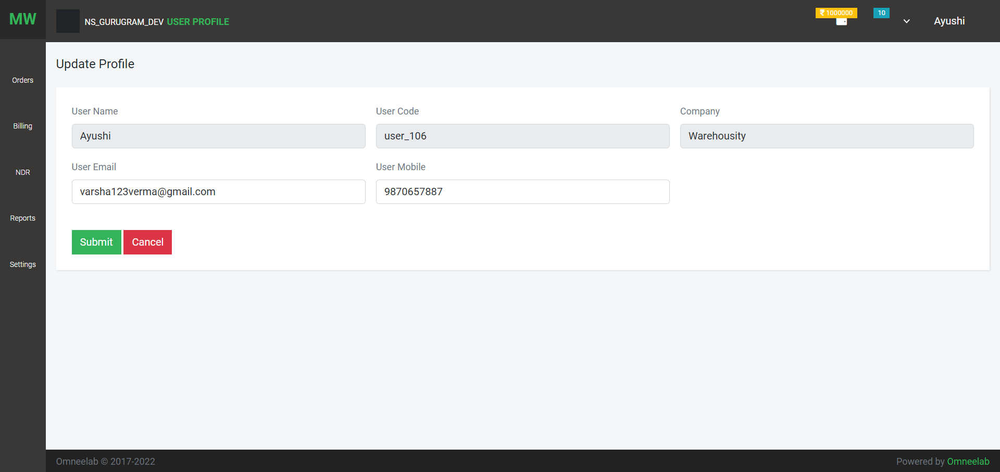 MW
NS_GURUGRAM_DEV USER PROFILE
₹ 1000000
10
Ayushi
Orders
Billing
NDR
Reports
Settings
Update Profile
User Name
User Code
Company
Ayushi
user_106
Warehousity
User Email
User Mobile
varsha123verma@gmail.com
9870657887
Submit
Cancel
Omneelab © 2017-2022
Powered by Omneelab